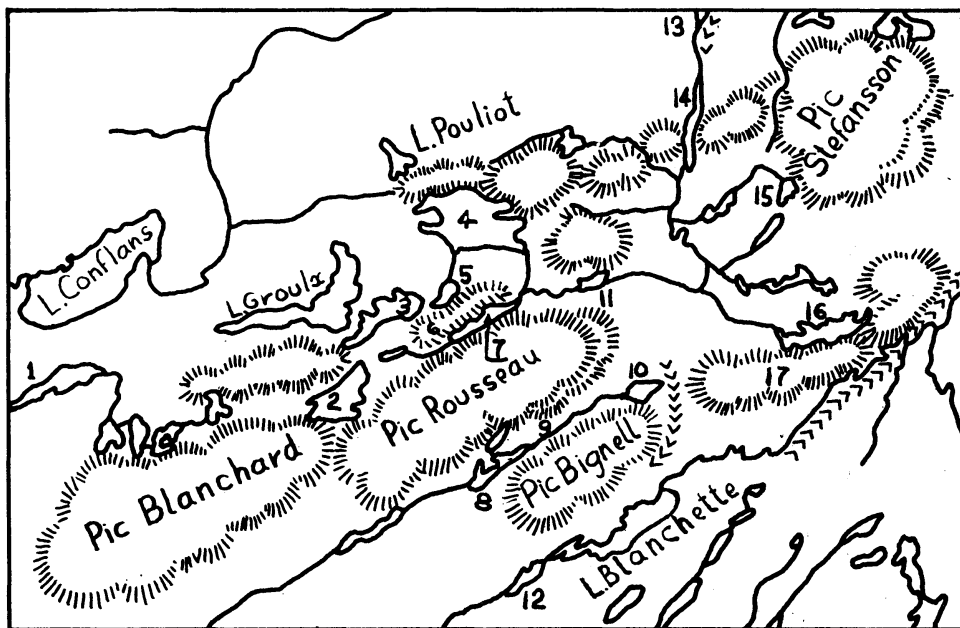 13
14
Pic
Stefansson
L. Pouliot
15
4
L. Conflans
L. Groulx
5
3
11
6
16
7
1
17
2
10
Pic Rousseau
9
Pic Blanchard
Pic Bignell
8
L. Blanchette
12